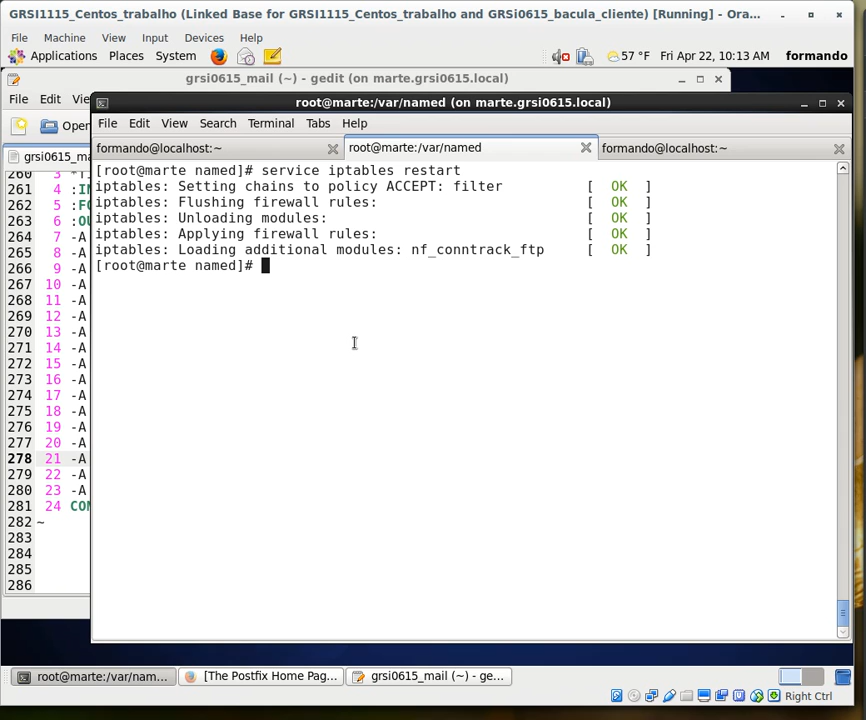 GRSI1115_Centos_trabalho (Linked Base for GRSI1115_Centos_trabalho and GRSi0615_bacula_cliente) [Running] - Ora...
File Machine View Input Devices Help
Applications Places System 57 °F Fri Apr 22, 10:13 AM formando
grsi0615_mail (~) - gedit (on marte.grsi0615.local)
File Edit Vie
Open
grsi0615_ma
root@marte:/var/named (on marte.grsi0615.local)
File Edit View Search Terminal Tabs Help
formando@localhost:~ root@marte:/var/named formando@localhost:~
[root@marte named]# service iptables restart
iptables: Setting chains to policy ACCEPT: filter [ OK ]
iptables: Flushing firewall rules: [ OK ]
iptables: Unloading modules: [ OK ]
iptables: Applying firewall rules: [ OK ]
iptables: Loading additional modules: nf_conntrack_ftp [ OK ]
[root@marte named]#
260 3 *f
261 4 :IN
262 5 :FO
263 6 :OU
264 7 -A
265 8 -A
266 9 -A
267 10 -A
268 11 -A
269 12 -A
270 13 -A
271 14 -A
272 15 -A
273 16 -A
274 17 -A
275 18 -A
276 19 -A
277 20 -A
278 21 -A
279 22 -A
280 23 -A
281 24 COM
282 ~
283
284
285
286
root@marte:/var/nam... [The Postfix Home Pag... grsi0615_mail (~) - ge...
Right Ctrl